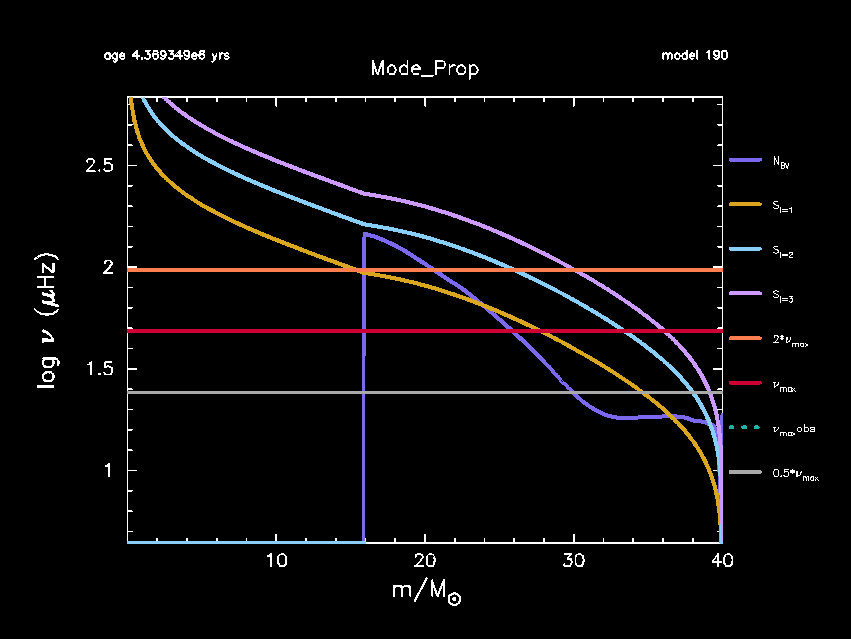 age 4.369349e6 yrs
model 190
Mode_Prop
2.5
2
1.5
1
log ν (μHz)
10
20
30
40
m/M⊙
N_BV
S_l=1
S_l=2
S_l=3
2*ν_max
ν_max
ν_max obs
0.5*ν_max